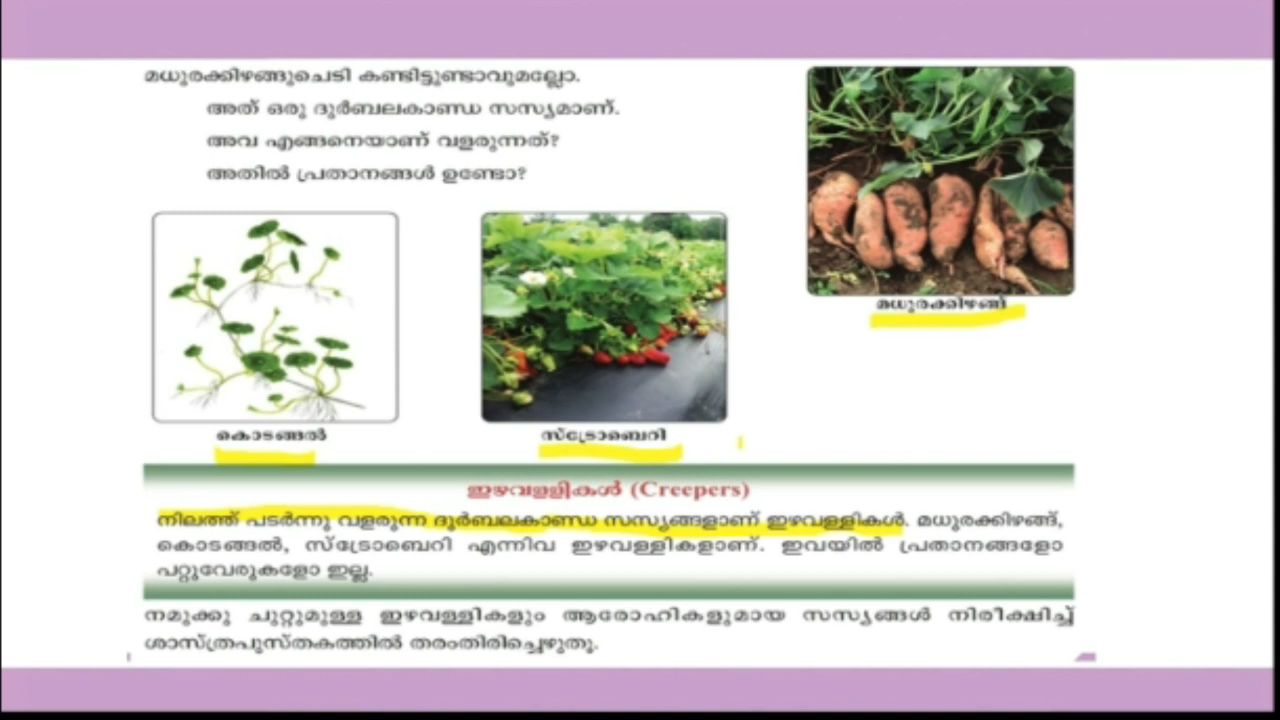 മധുരക്കിഴങ്ങുചെടി കണ്ടിട്ടുണ്ടാവുമല്ലോ.
അത് ഒരു ദുർബലകാണ്ഡ സസ്യമാണ്.
അവ എങ്ങനെയാണ് വളരുന്നത്?
അതിൽ പ്രതാനങ്ങൾ ഉണ്ടോ?
മധുരക്കിഴങ്ങ്
കൊടങ്ങൽ
സ്ട്രോബെറി
ഇഴവള്ളികൾ (Creepers)
നിലത്ത് പടർന്നു വളരുന്ന ദുർബലകാണ്ഡ സസ്യങ്ങളാണ് ഇഴവള്ളികൾ. മധുരക്കിഴങ്ങ്,
കൊടങ്ങൽ, സ്ട്രോബെറി എന്നിവ ഇഴവള്ളികളാണ്. ഇവയിൽ പ്രതാനങ്ങളോ
പറ്റുവേരുകളോ ഇല്ല.
നമുക്കു ചുറ്റുമുള്ള ഇഴവള്ളികളും ആരോഹികളുമായ സസ്യങ്ങൾ നിരീക്ഷിച്ച്
ശാസ്ത്രപുസ്തകത്തിൽ തരംതിരിച്ചെഴുതൂ.